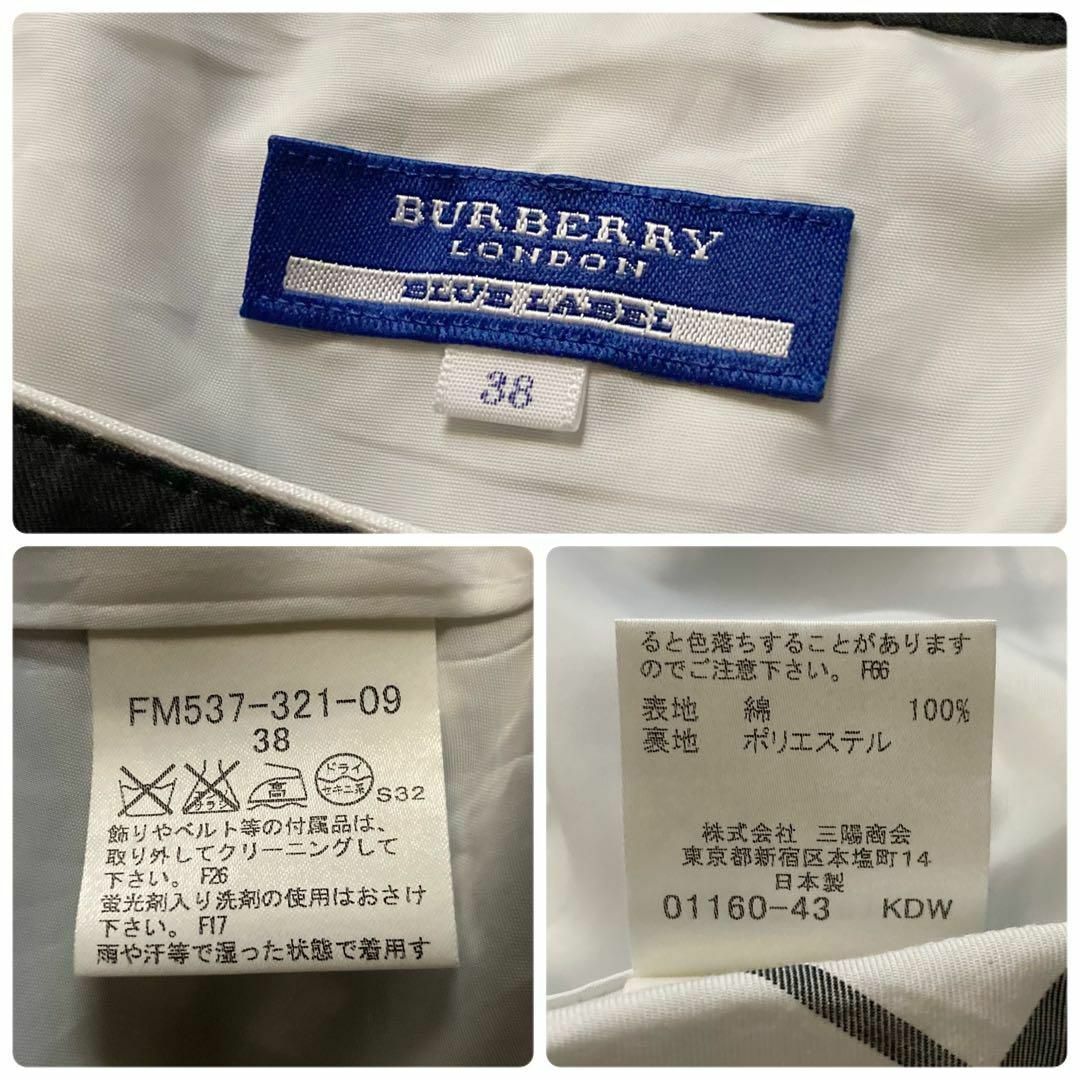 BURBERRY
LONDON
BLUE LABEL
38
FM537-321-09
38
エンソ
サラシ
高
ドライ
セキユ系
S32
飾りやベルト等の付属品は、
取り外してクリーニングして
下さい。 F26
蛍光剤入り洗剤の使用はおさけ
下さい。 F17
雨や汗等で湿った状態で着用す
ると色落ちすることがあります
のでご注意下さい。 F66
表地 綿 100%
裏地 ポリエステル
株式会社 三陽商会
東京都新宿区本塩町14
日本製
01160-43 KDW